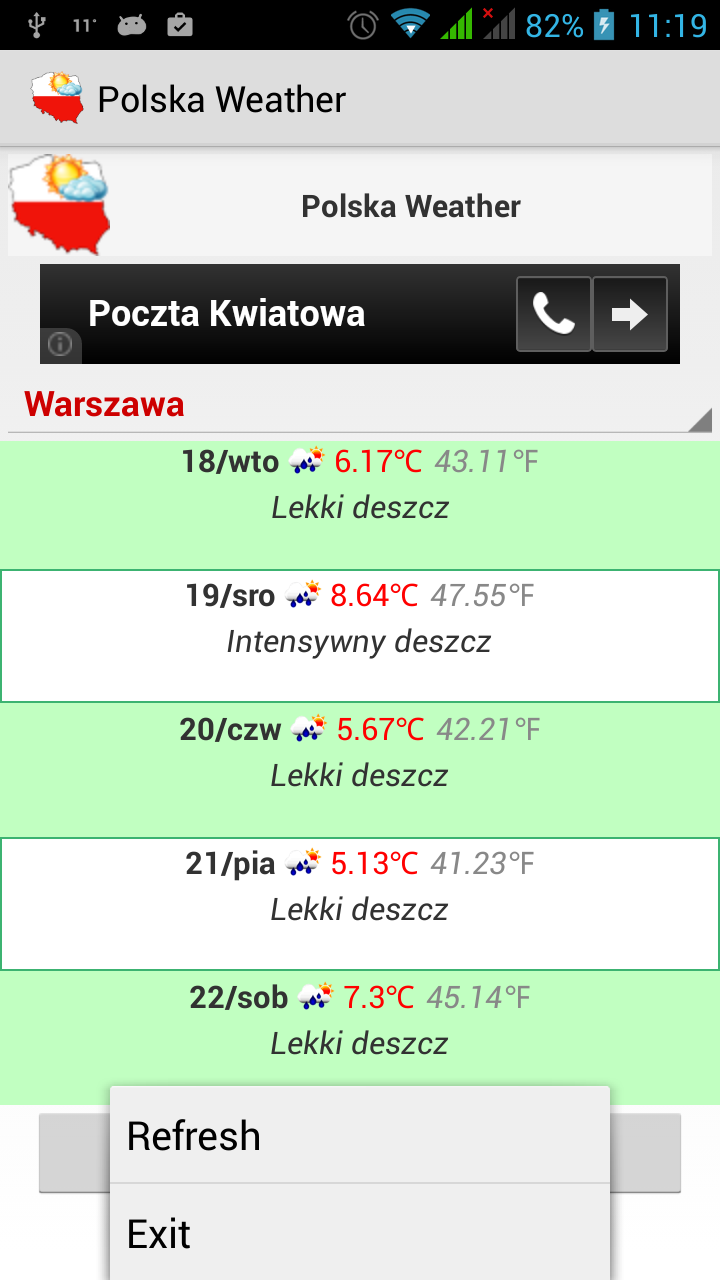 11° 82% 11:19
Polska Weather
Polska Weather
Poczta Kwiatowa
Warszawa
18/wto 6.17°C 43.11°F
Lekki deszcz
19/sro 8.64°C 47.55°F
Intensywny deszcz
20/czw 5.67°C 42.21°F
Lekki deszcz
21/pia 5.13°C 41.23°F
Lekki deszcz
22/sob 7.3°C 45.14°F
Lekki deszcz
Refresh
Exit